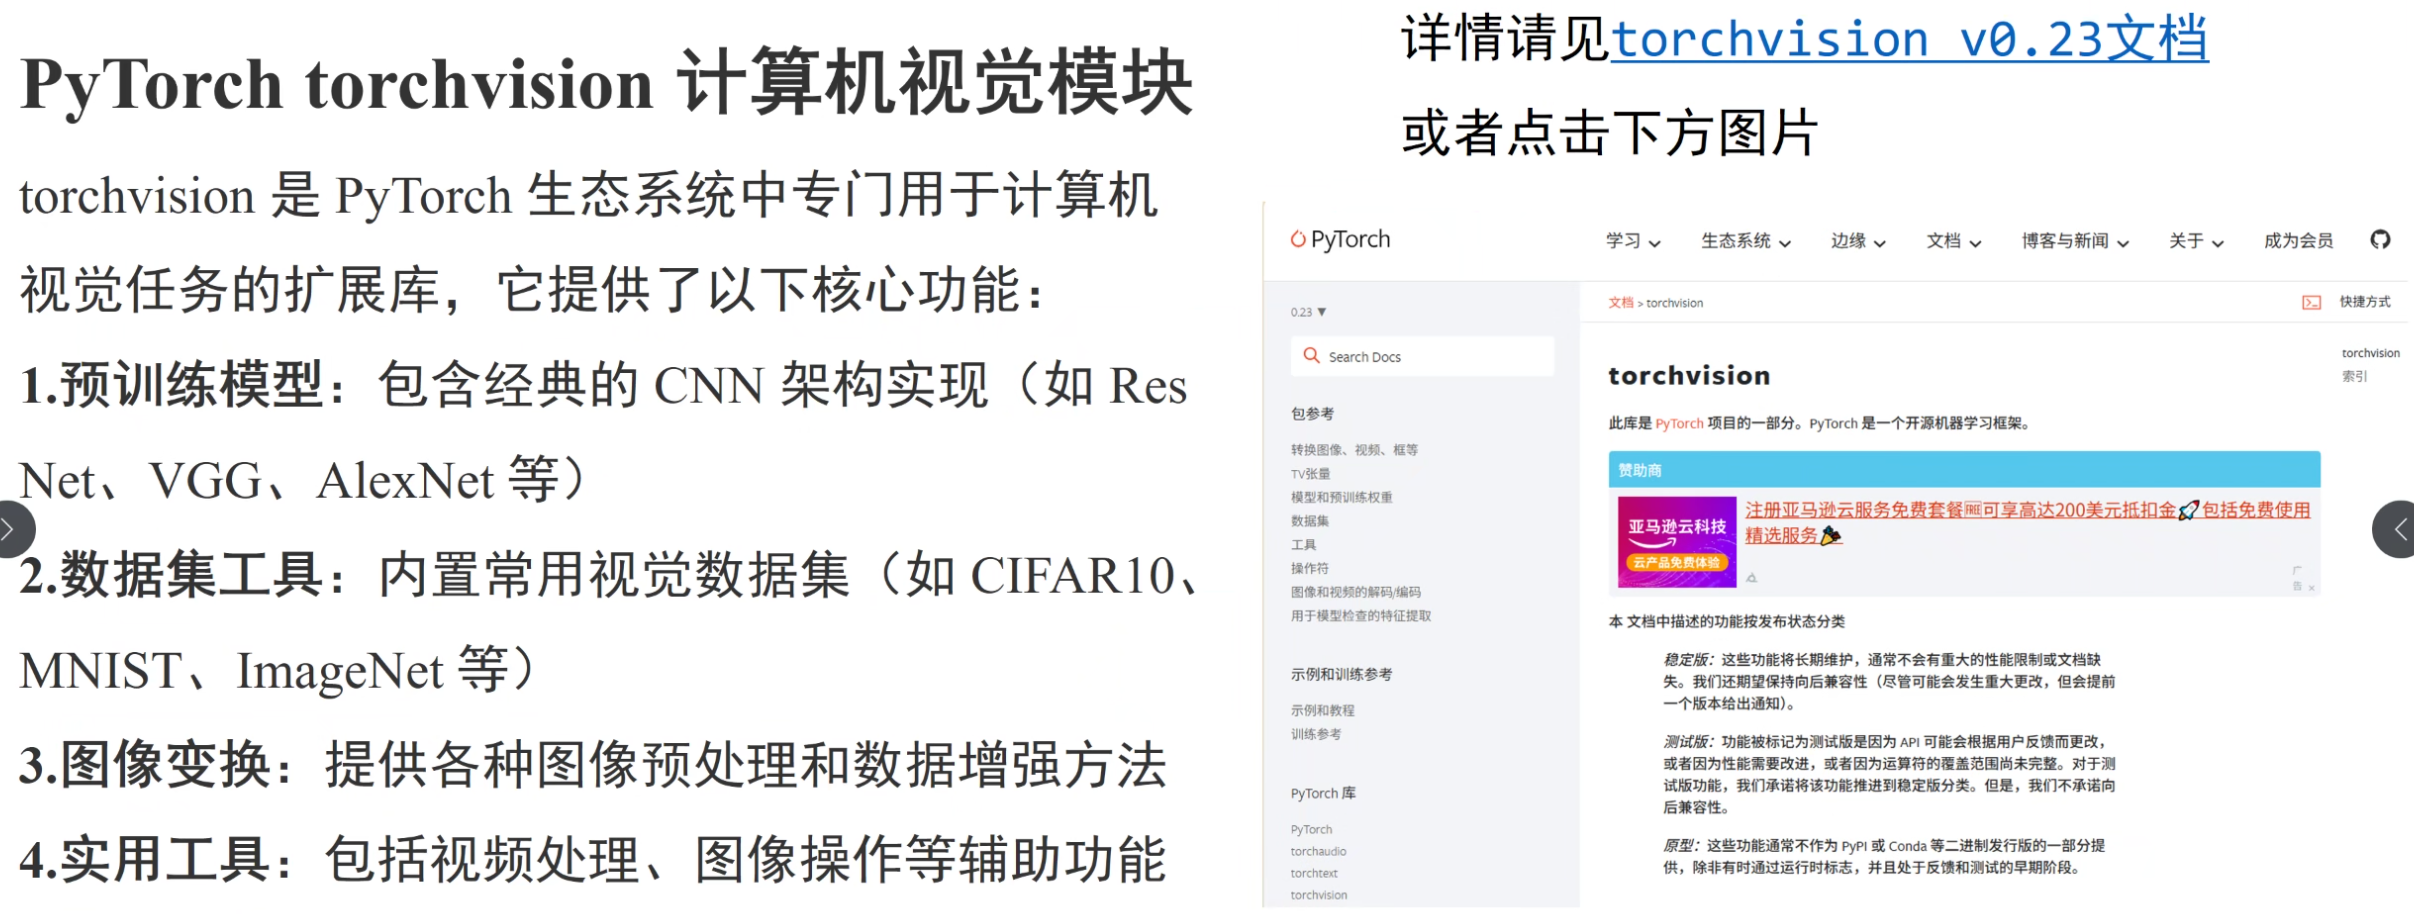 PyTorch torchvision 计算机视觉模块
torchvision 是 PyTorch 生态系统中专门用于计算机
视觉任务的扩展库，它提供了以下核心功能：
1.预训练模型：包含经典的 CNN 架构实现（如 Res
Net、VGG、AlexNet 等）
2.数据集工具：内置常用视觉数据集（如 CIFAR10、
MNIST、ImageNet 等）
3.图像变换：提供各种图像预处理和数据增强方法
4.实用工具：包括视频处理、图像操作等辅助功能
详情请见torchvision v0.23文档
或者点击下方图片
PyTorch
学习 生态系统 边缘 文档 博客与新闻 关于 成为会员
0.23 ▼
Search Docs
包参考
转换图像、视频、框等
TV张量
模型和预训练权重
数据集
工具
操作符
图像和视频的解码/编码
用于模型检查的特征提取
示例和训练参考
示例和教程
训练参考
PyTorch 库
PyTorch
torchaudio
torchtext
torchvision
文档 > torchvision
快捷方式
torchvision
索引
torchvision
此库是 PyTorch 项目的一部分。PyTorch 是一个开源机器学习框架。
赞助商
亚马逊云科技
云产品免费体验
注册亚马逊云服务免费套餐🆓可享高达200美元抵扣金🚀包括免费使用
精选服务🎉
广
告 ×
本 文档中描述的功能按发布状态分类
稳定版：这些功能将长期维护，通常不会有重大的性能限制或文档缺
失。我们还期望保持向后兼容性（尽管可能会发生重大更改，但会提前
一个版本给出通知）。
测试版：功能被标记为测试版是因为 API 可能会根据用户反馈而更改，
或者因为性能需要改进，或者因为运算符的覆盖范围尚未完整。对于测
试版功能，我们承诺将该功能推进到稳定版分类。但是，我们不承诺向
后兼容性。
原型：这些功能通常不作为 PyPI 或 Conda 等二进制发行版的一部分提
供，除非有时通过运行时标志，并且处于反馈和测试的早期阶段。